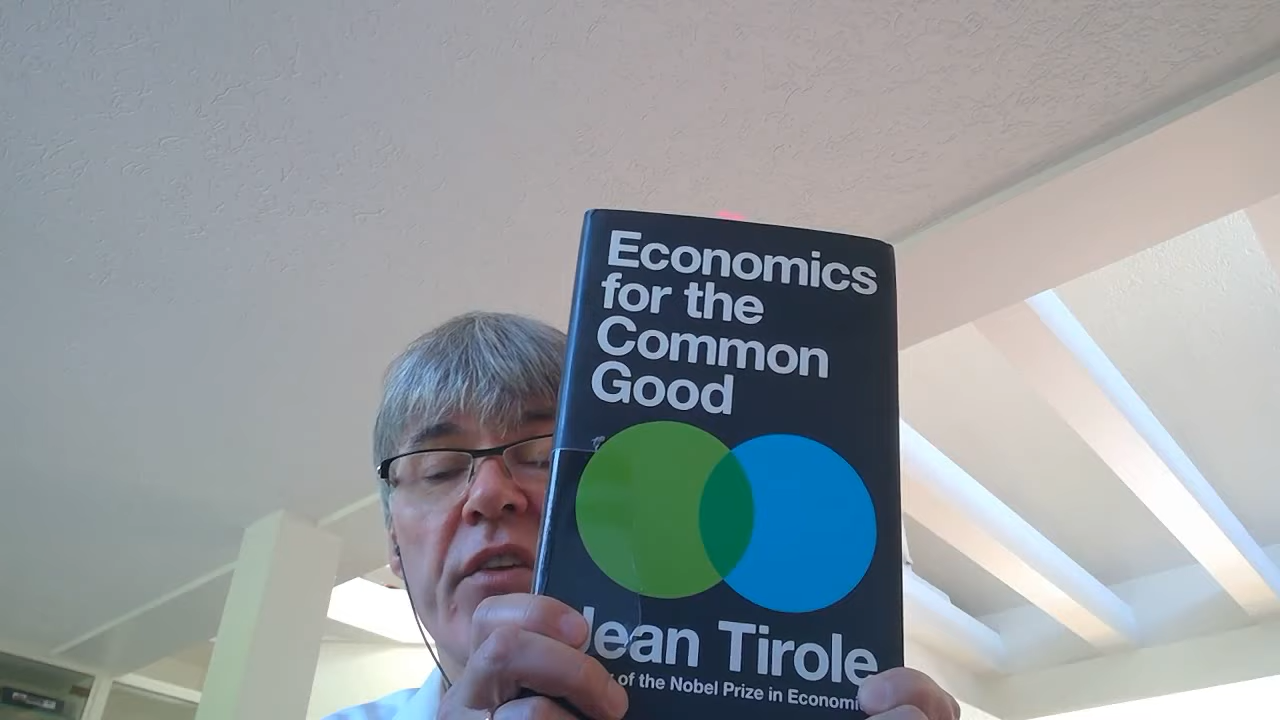 Economics
for the
Common
Good
Jean Tirole
of the Nobel Prize in Economi